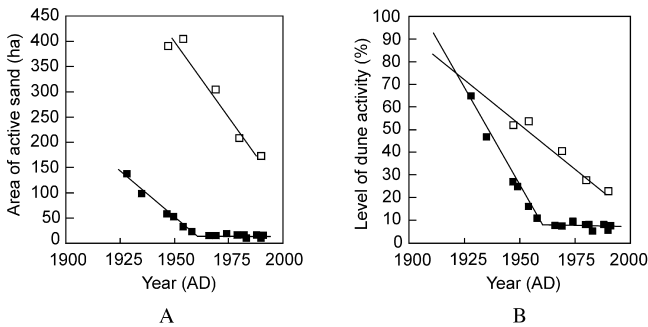 Area of active sand (ha)
450
400
350
300
250
200
150
100
50
0
1900 1925 1950 1975 2000
Year (AD)
A
Level of dune activity (%)
100
90
80
70
60
50
40
30
20
10
0
1900 1925 1950 1975 2000
Year (AD)
B